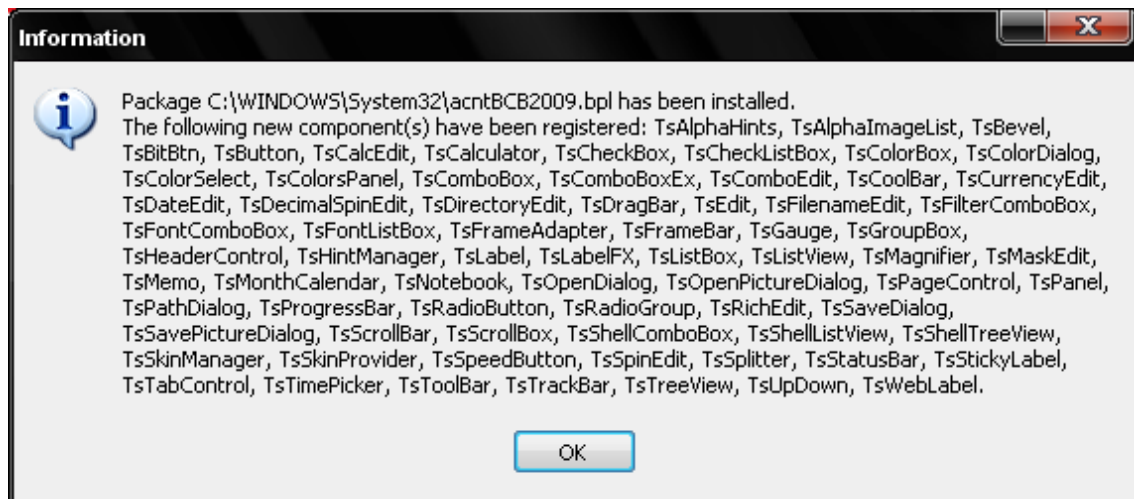 Information
Package C:\WINDOWS\System32\acntBCB2009.bpl has been installed.
The following new component(s) have been registered: TsAlphaHints, TsAlphaImageList, TsBevel,
TsBitBtn, TsButton, TsCalcEdit, TsCalculator, TsCheckBox, TsCheckListBox, TsColorBox, TsColorDialog,
TsColorSelect, TsColorsPanel, TsComboBox, TsComboBoxEx, TsComboEdit, TsCoolBar, TsCurrencyEdit,
TsDateEdit, TsDecimalSpinEdit, TsDirectoryEdit, TsDragBar, TsEdit, TsFilenameEdit, TsFilterComboBox,
TsFontComboBox, TsFontListBox, TsFrameAdapter, TsFrameBar, TsGauge, TsGroupBox,
TsHeaderControl, TsHintManager, TsLabel, TsLabelFX, TsListBox, TsListView, TsMagnifier, TsMaskEdit,
TsMemo, TsMonthCalendar, TsNotebook, TsOpenDialog, TsOpenPictureDialog, TsPageControl, TsPanel,
TsPathDialog, TsProgressBar, TsRadioButton, TsRadioGroup, TsRichEdit, TsSaveDialog,
TsSavePictureDialog, TsScrollBar, TsScrollBox, TsShellComboBox, TsShellListView, TsShellTreeView,
TsSkinManager, TsSkinProvider, TsSpeedButton, TsSpinEdit, TsSplitter, TsStatusBar, TsStickyLabel,
TsTabControl, TsTimePicker, TsToolBar, TsTrackBar, TsTreeView, TsUpDown, TsWebLabel.
OK